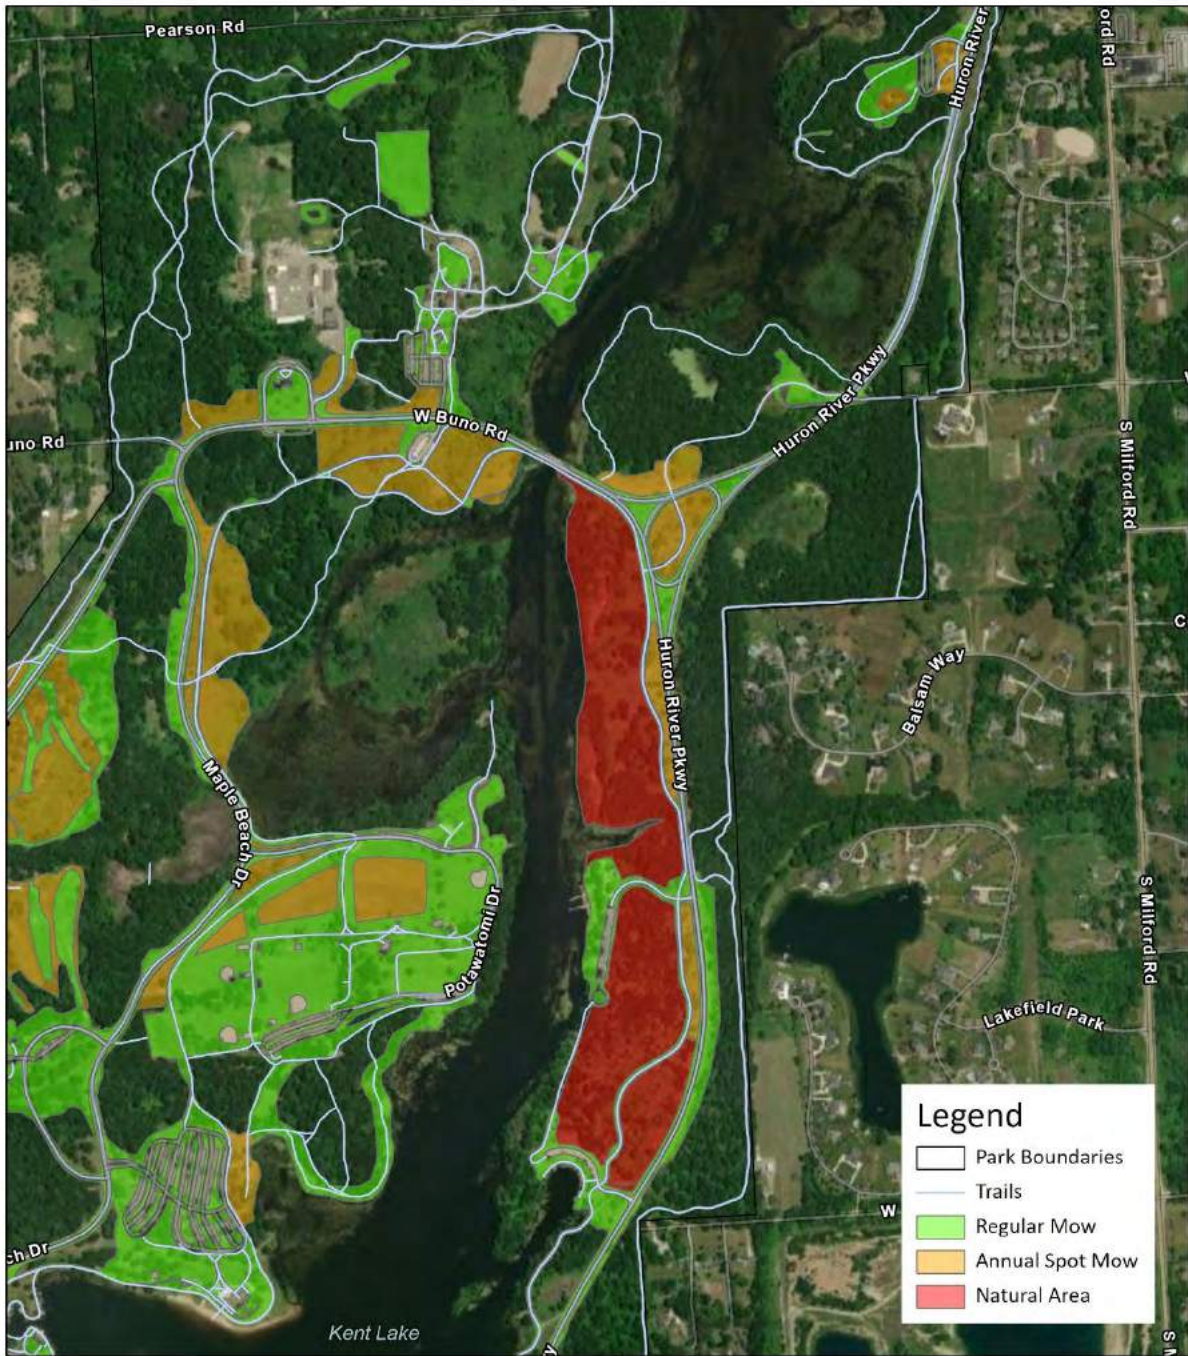 Pearson Rd
Huron River
ord Rd
W Buno Rd
uno Rd
Huron River Pkwy
Huron River Pkwy
S Milford Rd
C
Balsam Way
Maple Beach Dr
Potawatomi Dr
S Milford Rd
Lakefield Park
W
ch Dr
Kent Lake
y
S M
Legend
Park Boundaries
Trails
Regular Mow
Annual Spot Mow
Natural Area